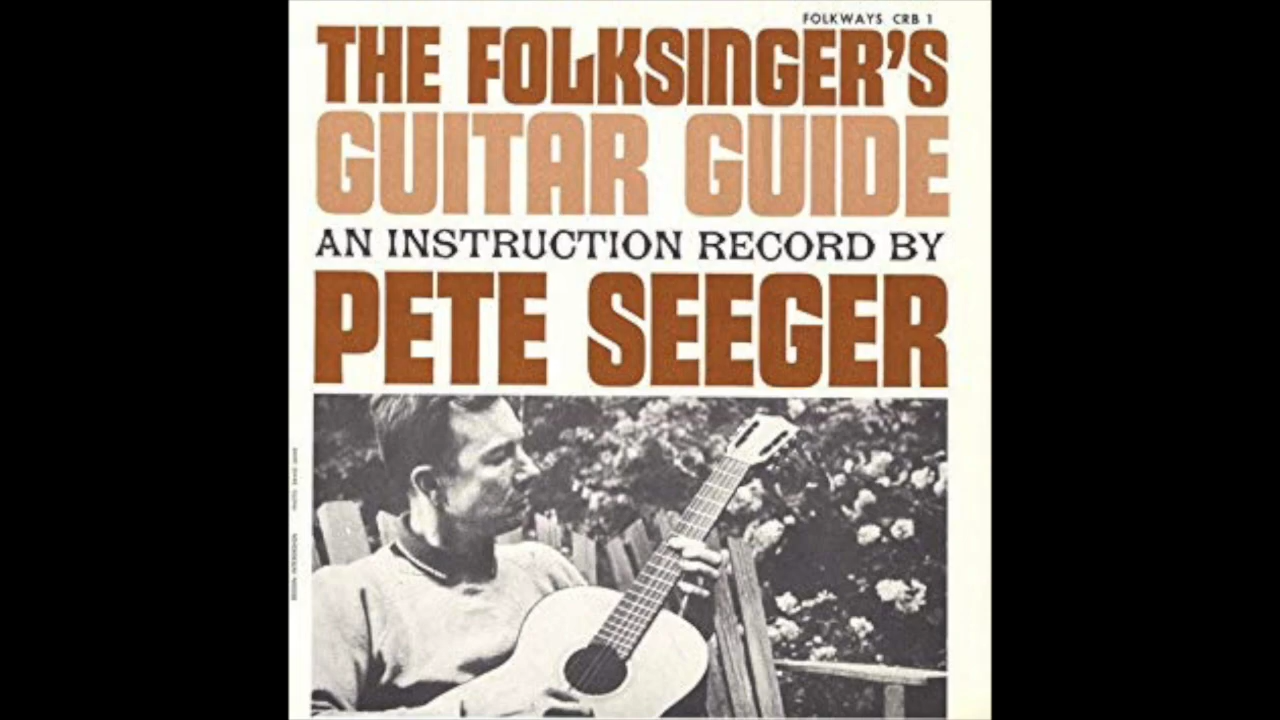 FOLKWAYS CRB 1
THE FOLKSINGER'S
GUITAR GUIDE
AN INSTRUCTION RECORD BY
PETE SEEGER